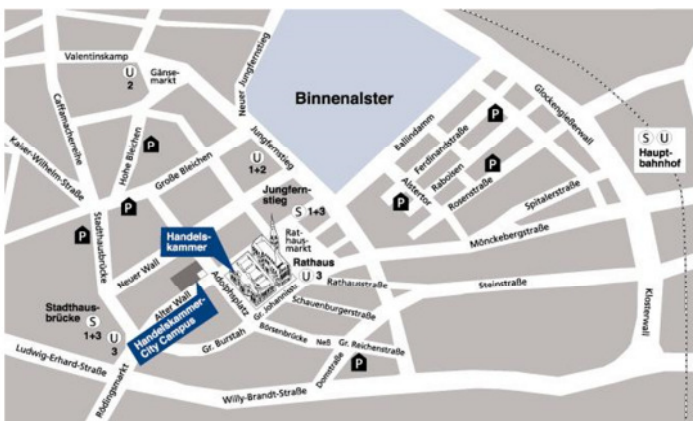 Valentinskamp
U
2
Gänse-
markt
Neuer Jungfernstieg
Binnenalster
Glockengießerwall
Caffamacherreihe
Kaiser-Wilhelm-Straße
Hohe Bleichen
P
Große Bleichen
Jungfernstieg
U
1+2
Ballindamm
Ferdinandstraße
P
Raboisen
P
Alstertor
Rosenstraße
P
S U
Haupt-
bahnhof
Spitalerstraße
P
P
Stadthausbrücke
Jungfern-
stieg
S 1+3
Handels-
kammer
Rat-
haus-
markt
Mönckebergstraße
Neuer Wall
Rathaus
U 3
Rathausstraße
Steinstraße
Adolphsplatz
Gr. Johannisstr.
Schauenburgerstraße
Klosterwall
Alter Wall
Handelskammer-
City Campus
Stadthaus-
brücke
S
1+3
U
3
Gr. Burstah
Börsenbrücke
Neß
Gr. Reichenstraße
P
Domstraße
Ludwig-Erhard-Straße
Rödingsmarkt
Willy-Brandt-Straße